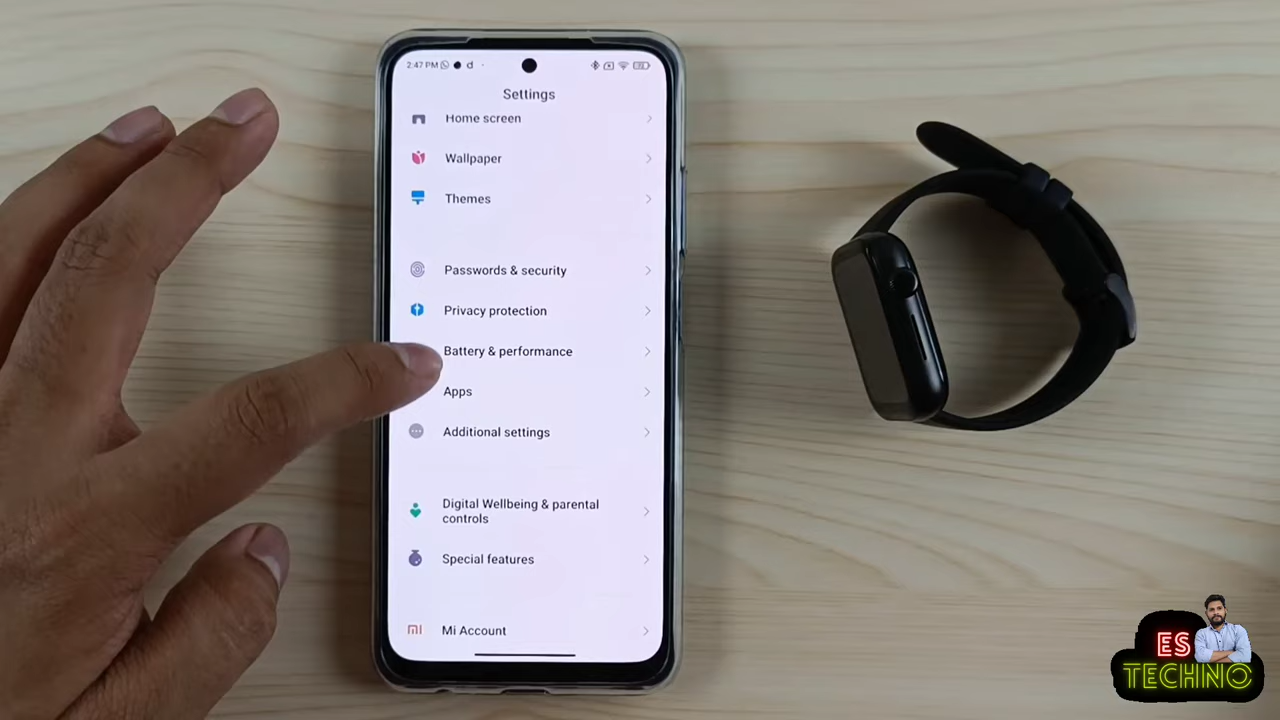 2:47 PM
Settings
Home screen
Wallpaper
Themes
Passwords & security
Privacy protection
Battery & performance
Apps
Additional settings
Digital Wellbeing & parental
controls
Special features
Mi Account
ES
TECHNO